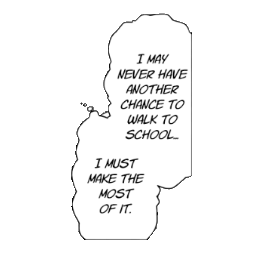 I MAY
NEVER HAVE
ANOTHER
CHANCE TO
WALK TO
SCHOOL...
I MUST
MAKE THE
MOST
OF IT.